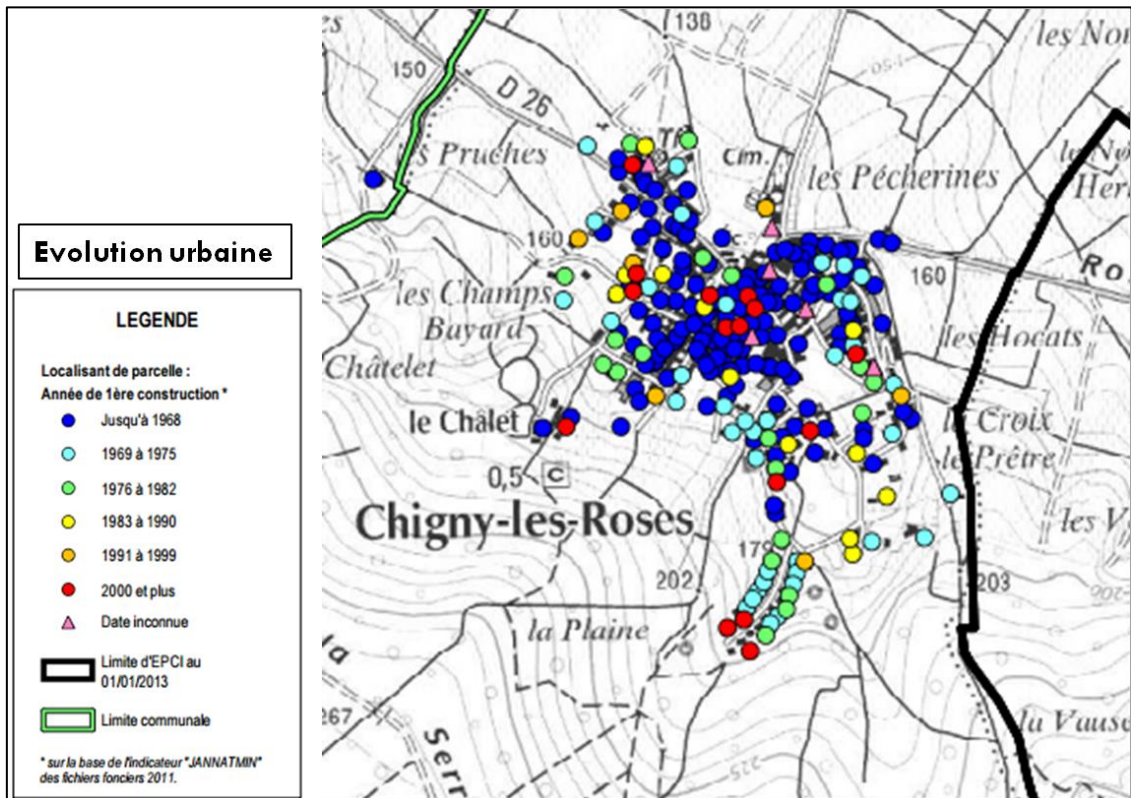 Evolution urbaine
LEGENDE
Localisant de parcelle :
Année de 1ère construction *
Jusqu'à 1968
1969 à 1975
1976 à 1982
1983 à 1990
1991 à 1999
2000 et plus
Date inconnue
Limite d'EPCI au
01/01/2013
Limite communale
* sur la base de l'indicateur "JANNATMIN"
des fichiers fonciers 2011.
138
les
150
D 26
Pruches
Cim.
les Pécherines
160
160
les Champs
Bayard
les Hocats
Châtelet
le Châlet
Croix
le Prêtre
0,5
C
Chigny-les-Roses
179
202
203
la Plaine
267
la Vause
225